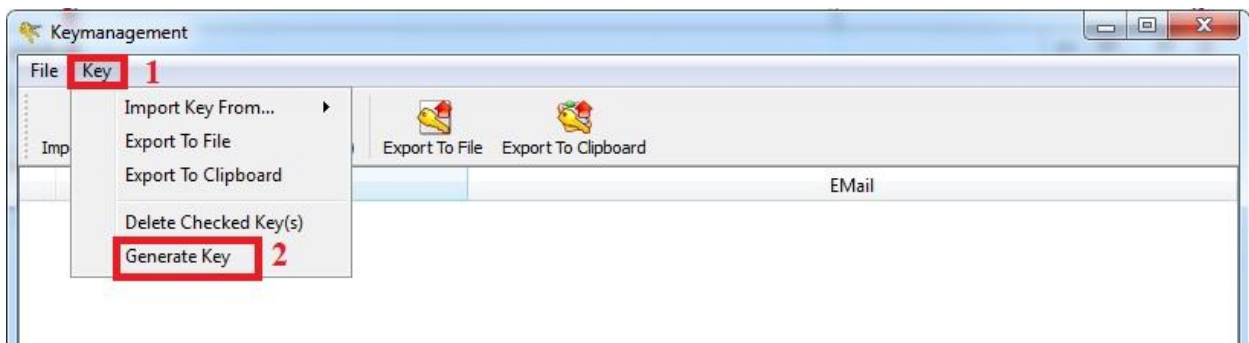 Keymanagement
File Key 1
Import Key From...
Export To File
Export To Clipboard
Delete Checked Key(s)
Generate Key 2
Imp
Export To File Export To Clipboard
EMail